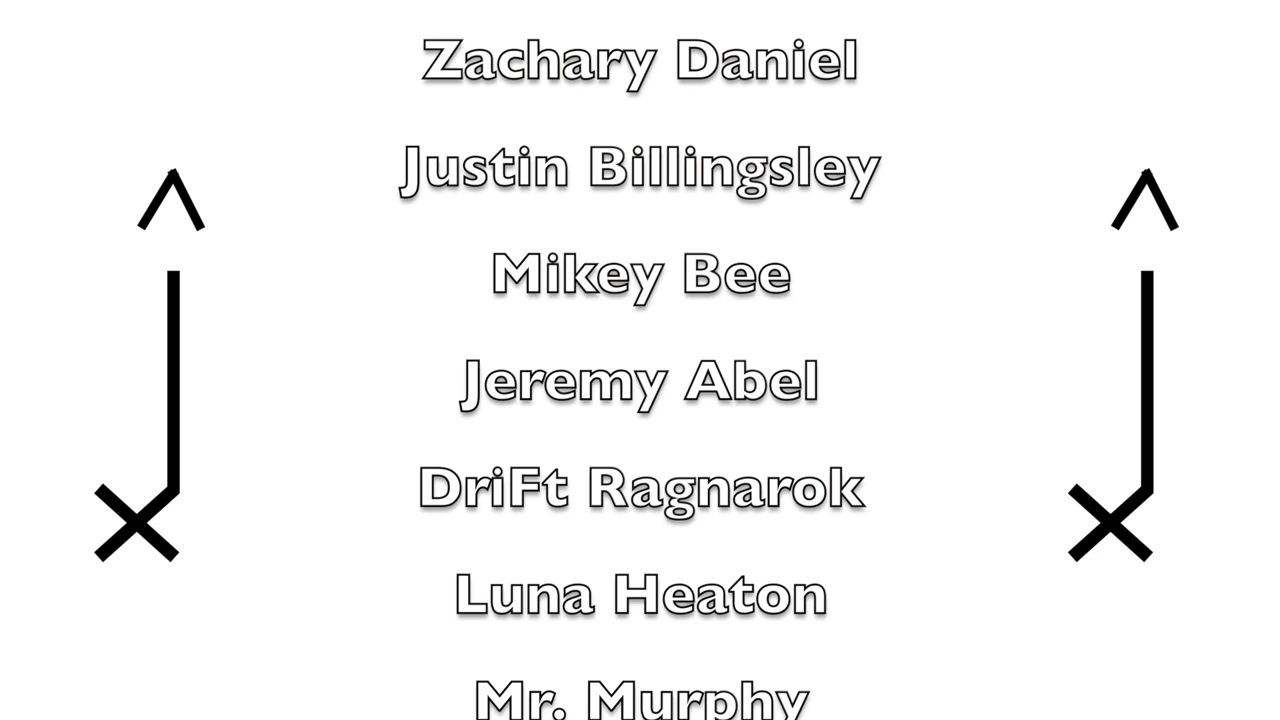 Zachary Daniel
Justin Billingsley
Mikey Bee
Jeremy Abel
DriFt Ragnarok
Luna Heaton
Mr. Murphy